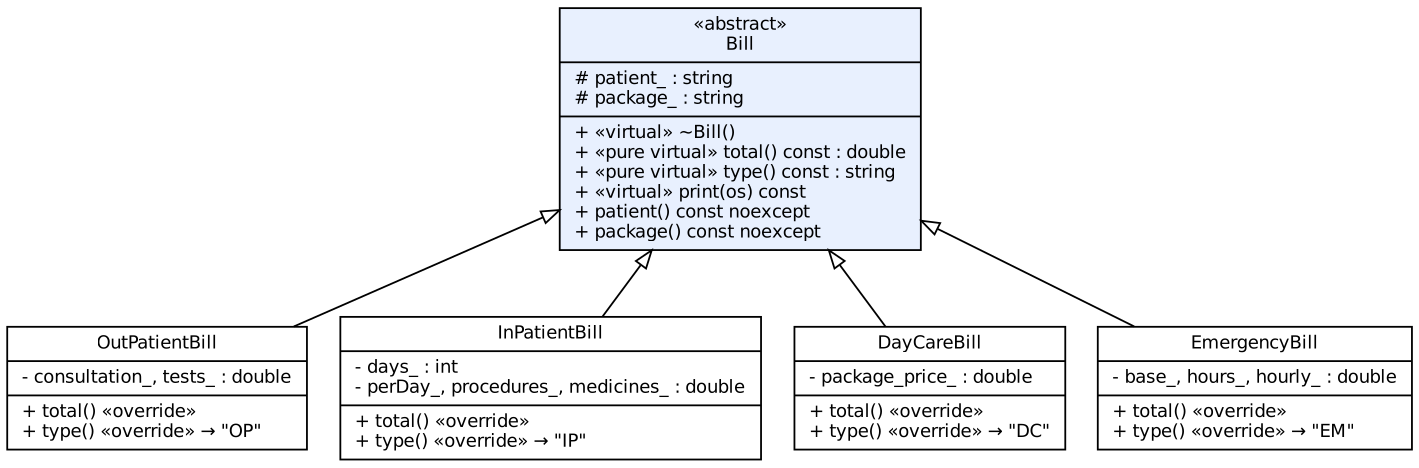 «abstract»
Bill
# patient_ : string
# package_ : string
+ «virtual» ~Bill()
+ «pure virtual» total() const : double
+ «pure virtual» type() const : string
+ «virtual» print(os) const
+ patient() const noexcept
+ package() const noexcept
OutPatientBill
- consultation_, tests_ : double
+ total() «override»
+ type() «override» → "OP"
InPatientBill
- days_ : int
- perDay_, procedures_, medicines_ : double
+ total() «override»
+ type() «override» → "IP"
DayCareBill
- package_price_ : double
+ total() «override»
+ type() «override» → "DC"
EmergencyBill
- base_, hours_, hourly_ : double
+ total() «override»
+ type() «override» → "EM"